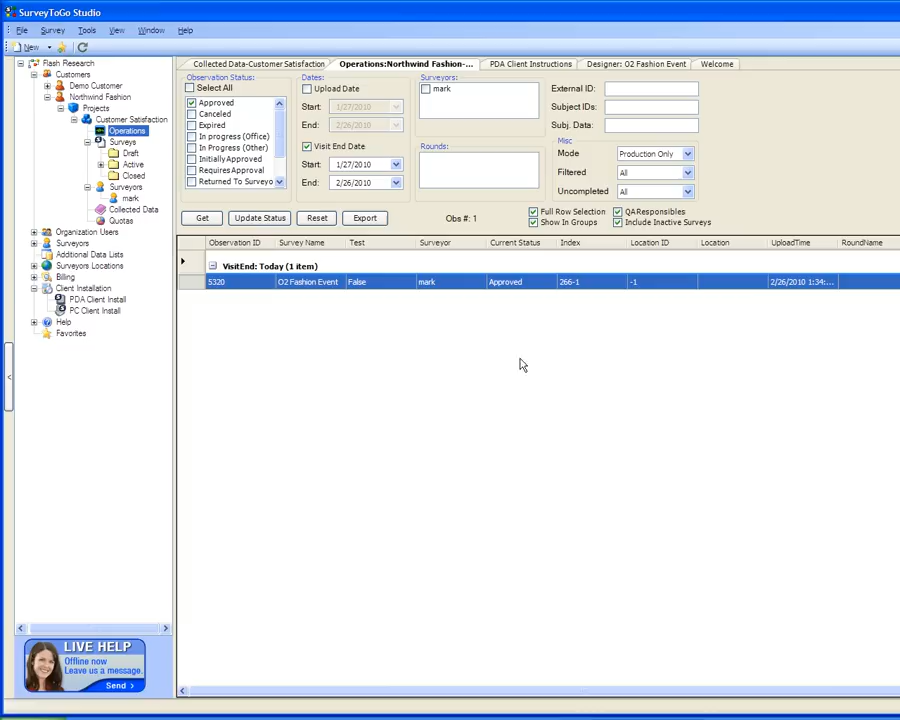 SurveyToGo Studio
File Survey Tools View Window Help
New
Flash Research
Customers
Demo Customer
Northwind Fashion
Projects
Customer Satisfaction
Operations
Surveys
Draft
Active
Closed
Surveyors
mark
Collected Data
Quotas
Organization Users
Surveyors
Additional Data Lists
Surveyors Locations
Billing
Client Installation
PDA Client Install
PC Client Install
Help
Favorites
LIVE HELP
Offline now
Leave us a message.
Send >
Collected Data-Customer Satisfaction Operations:Northwind Fashion-... PDA Client Instructions Designer: O2 Fashion Event Welcome
Observation Status:
Select All
Approved
Canceled
Expired
In progress (Office)
In Progress (Other)
Initially Approved
Requires Approval
Returned To Surveyo
Dates:
Upload Date
Start: 1/27/2010
End: 2/26/2010
Visit End Date
Start: 1/27/2010
End: 2/26/2010
Surveyors:
mark
Rounds:
External ID:
Subject IDs:
Subj. Data:
Misc
Mode Production Only
Filtered All
Uncompleted All
Get Update Status Reset Export Obs #: 1
Full Row Selection QA Responsibles
Show In Groups Include Inactive Surveys
Observation ID Survey Name Test Surveyor Current Status Index Location ID Location UploadTime RoundName
VisitEnd: Today (1 item)
5320 O2 Fashion Event False mark Approved 266-1 -1 2/26/2010 1:34:...